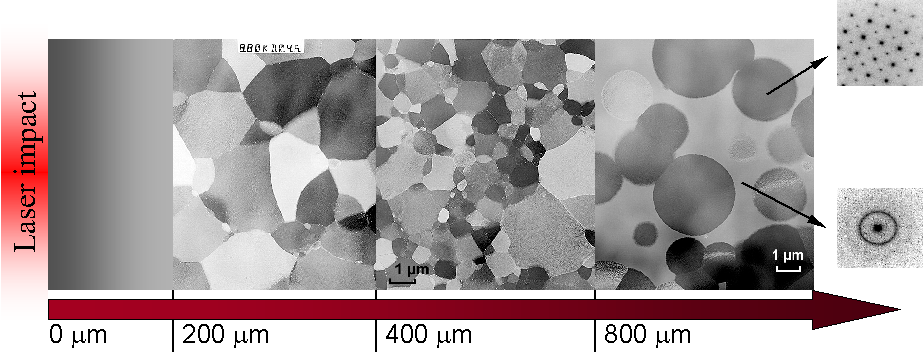 Laser impact
1 µm
1 µm
0 µm
200 µm
400 µm
800 µm